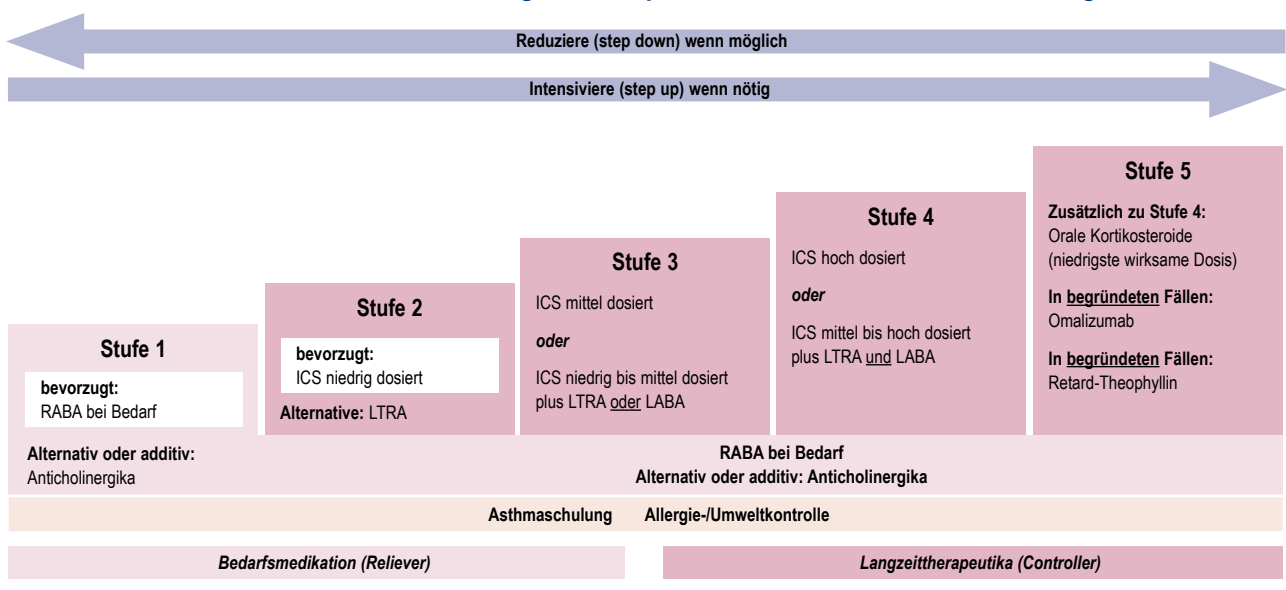 Reduziere (step down) wenn möglich
Intensiviere (step up) wenn nötig
Stufe 1
bevorzugt:
RABA bei Bedarf
Alternativ oder additiv:
Anticholinergika
Stufe 2
bevorzugt:
ICS niedrig dosiert
Alternative: LTRA
Stufe 3
ICS mittel dosiert
oder
ICS niedrig bis mittel dosiert
plus LTRA oder LABA
Stufe 4
ICS hoch dosiert
oder
ICS mittel bis hoch dosiert
plus LTRA und LABA
Stufe 5
Zusätzlich zu Stufe 4:
Orale Kortikosteroide
(niedrigste wirksame Dosis)
In begründeten Fällen:
Omalizumab
In begründeten Fällen:
Retard-Theophyllin
RABA bei Bedarf
Alternativ oder additiv: Anticholinergika
Asthmaschulung Allergie-/Umweltkontrolle
Bedarfsmedikation (Reliever)
Langzeittherapeutika (Controller)